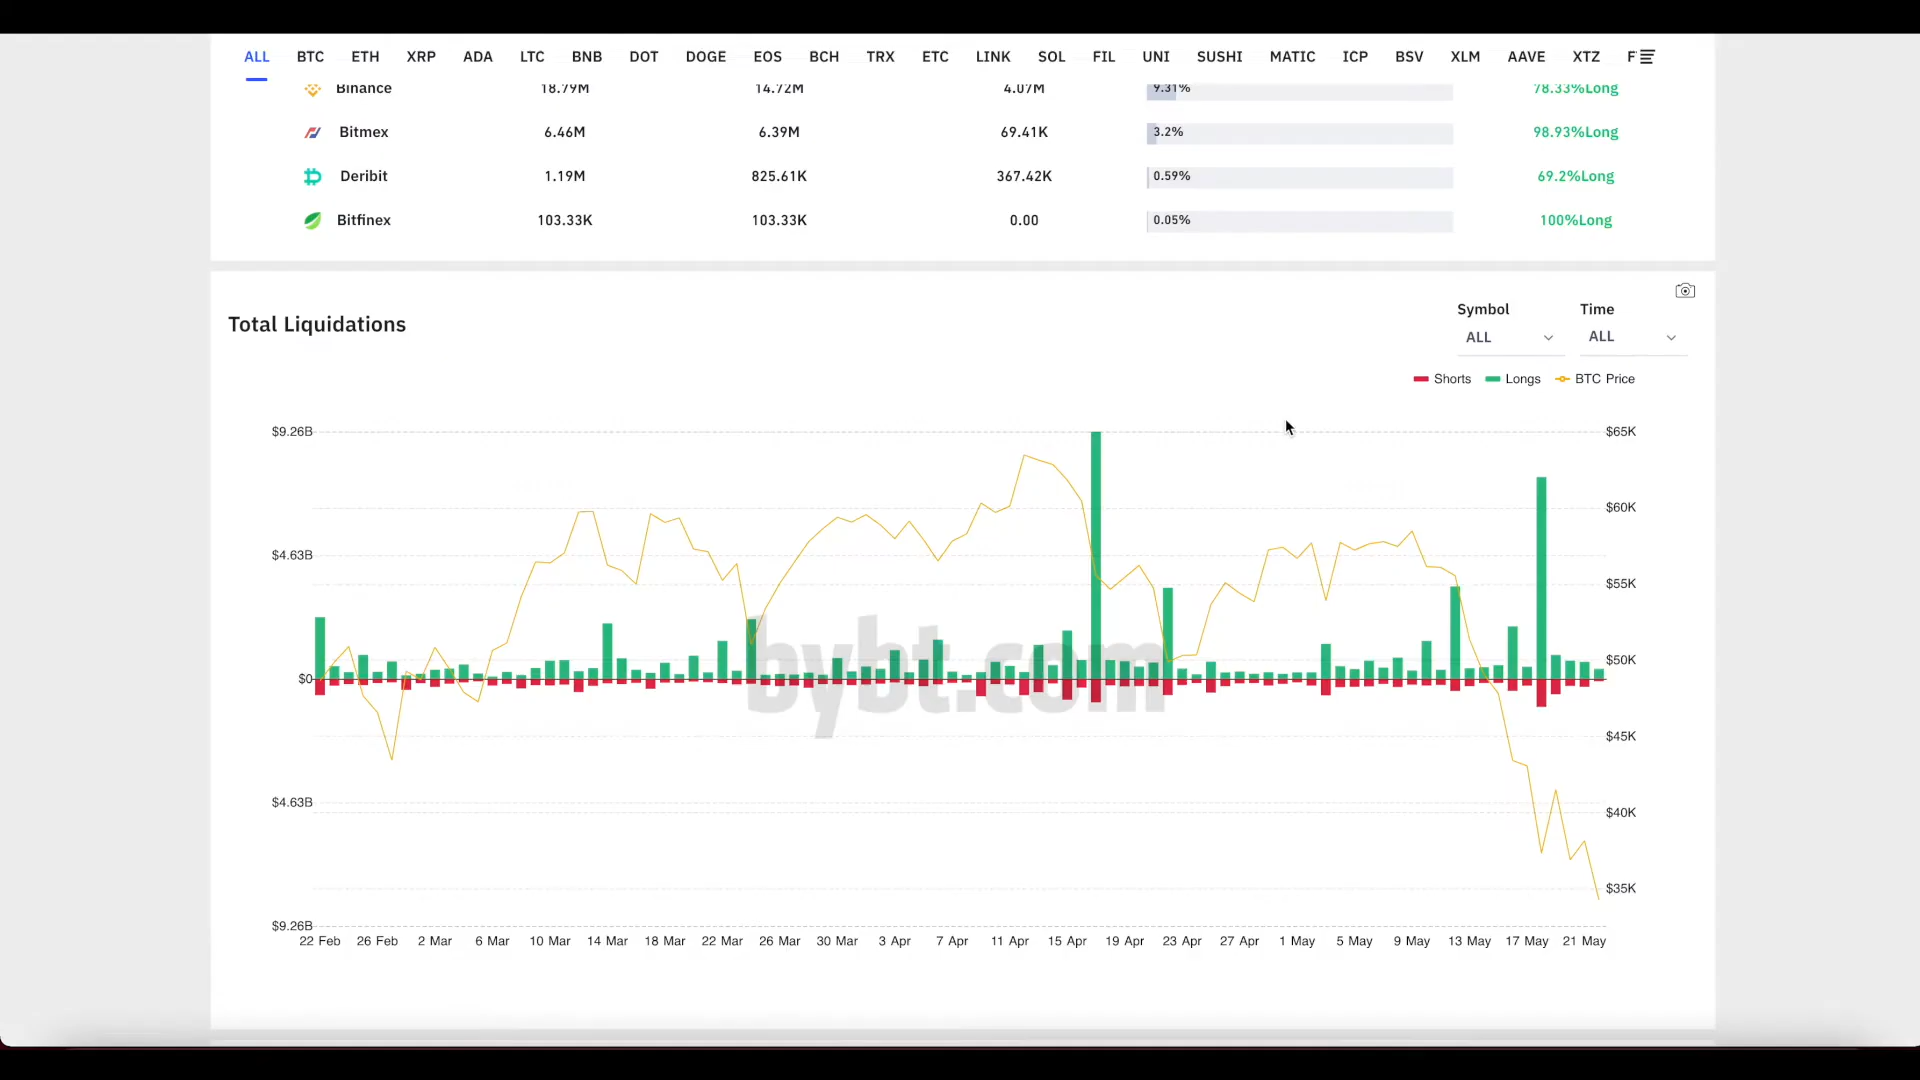 ALL BTC ETH XRP ADA LTC BNB DOT DOGE EOS BCH TRX ETC LINK SOL FIL UNI SUSHI MATIC ICP BSV XLM AAVE XTZ F
Binance 18.79M 14.72M 4.07M 9.31% 78.33%Long
Bitmex 6.46M 6.39M 69.41K 3.2% 98.93%Long
Deribit 1.19M 825.61K 367.42K 0.59% 69.2%Long
Bitfinex 103.33K 103.33K 0.00 0.05% 100%Long
Total Liquidations
Symbol Time
ALL ALL
Shorts Longs BTC Price
$9.26B $65K
$60K
$4.63B
$55K
$50K
$0
bybt.com
$45K
$4.63B
$40K
$35K
$9.26B
22 Feb 26 Feb 2 Mar 6 Mar 10 Mar 14 Mar 18 Mar 22 Mar 26 Mar 30 Mar 3 Apr 7 Apr 11 Apr 15 Apr 19 Apr 23 Apr 27 Apr 1 May 5 May 9 May 13 May 17 May 21 May